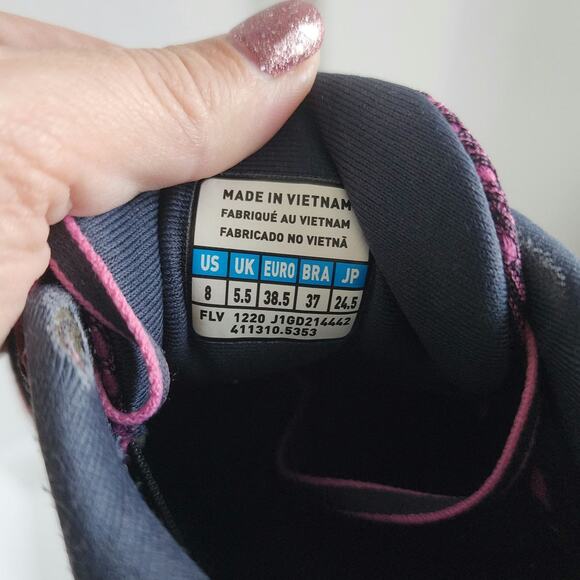 MADE IN VIETNAM
FABRIQUÉ AU VIETNAM
FABRICADO NO VIETNÃ
US UK EURO BRA JP
8 5.5 38.5 37 24.5
FLV 1220 J1GD214442
411310.5353